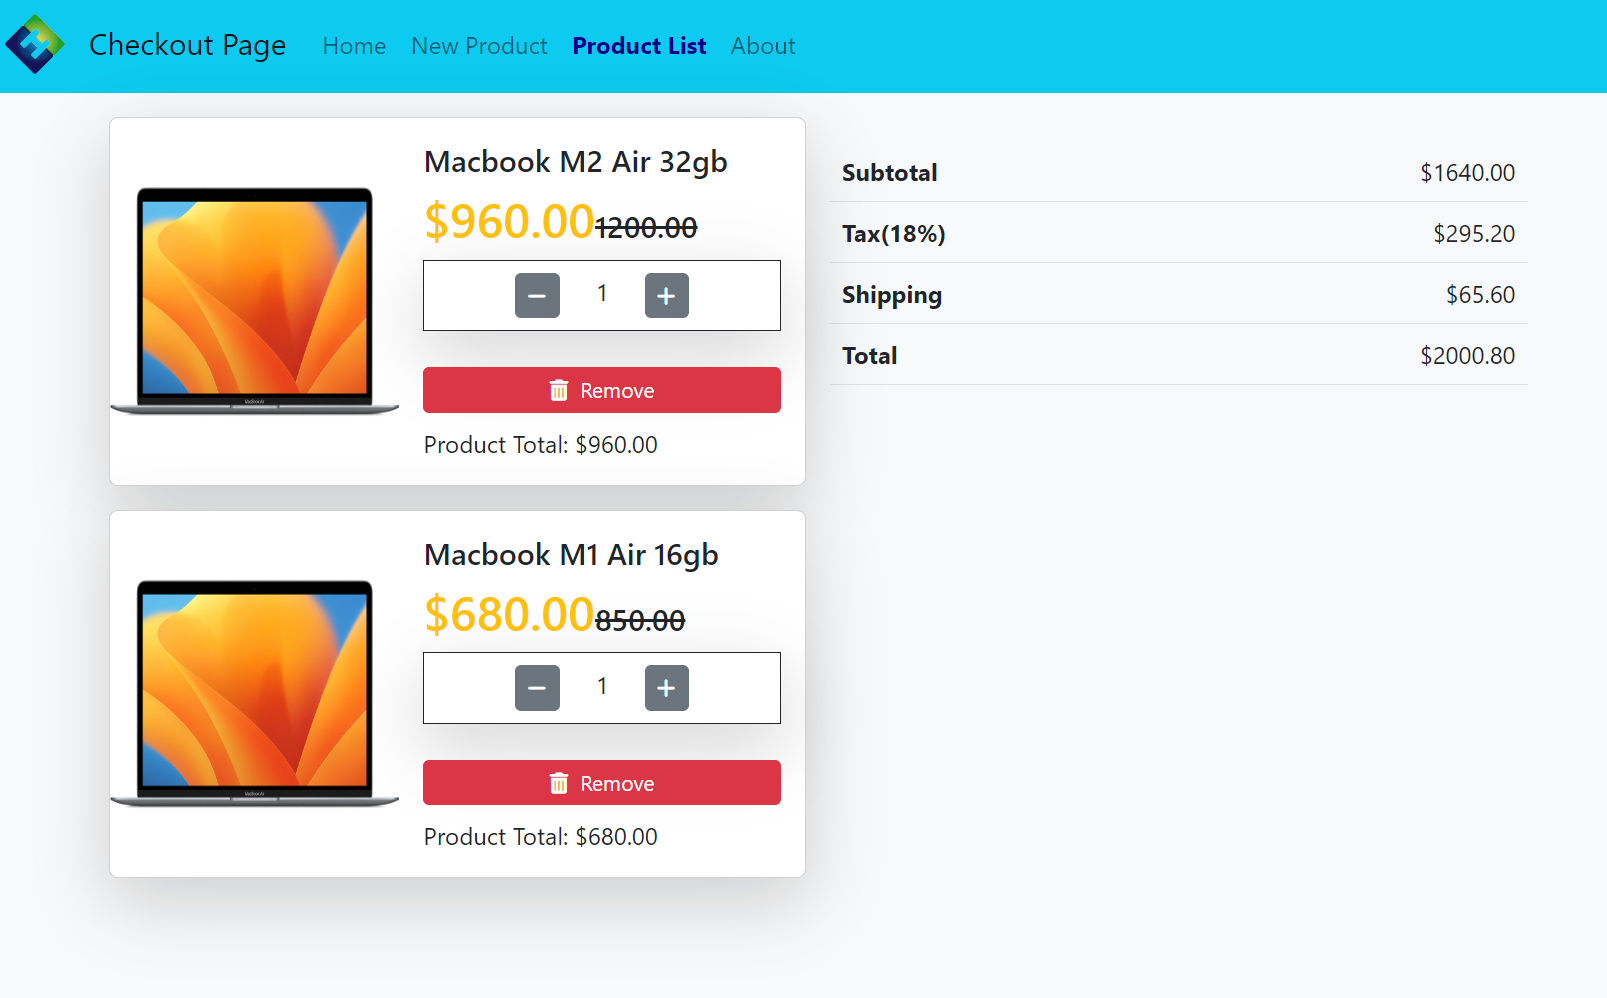 Checkout Page Home New Product Product List About
Macbook M2 Air 32gb
$960.00 1200.00
1
Remove
Product Total: $960.00
Macbook M1 Air 16gb
$680.00 850.00
1
Remove
Product Total: $680.00
Subtotal $1640.00
Tax(18%) $295.20
Shipping $65.60
Total $2000.80